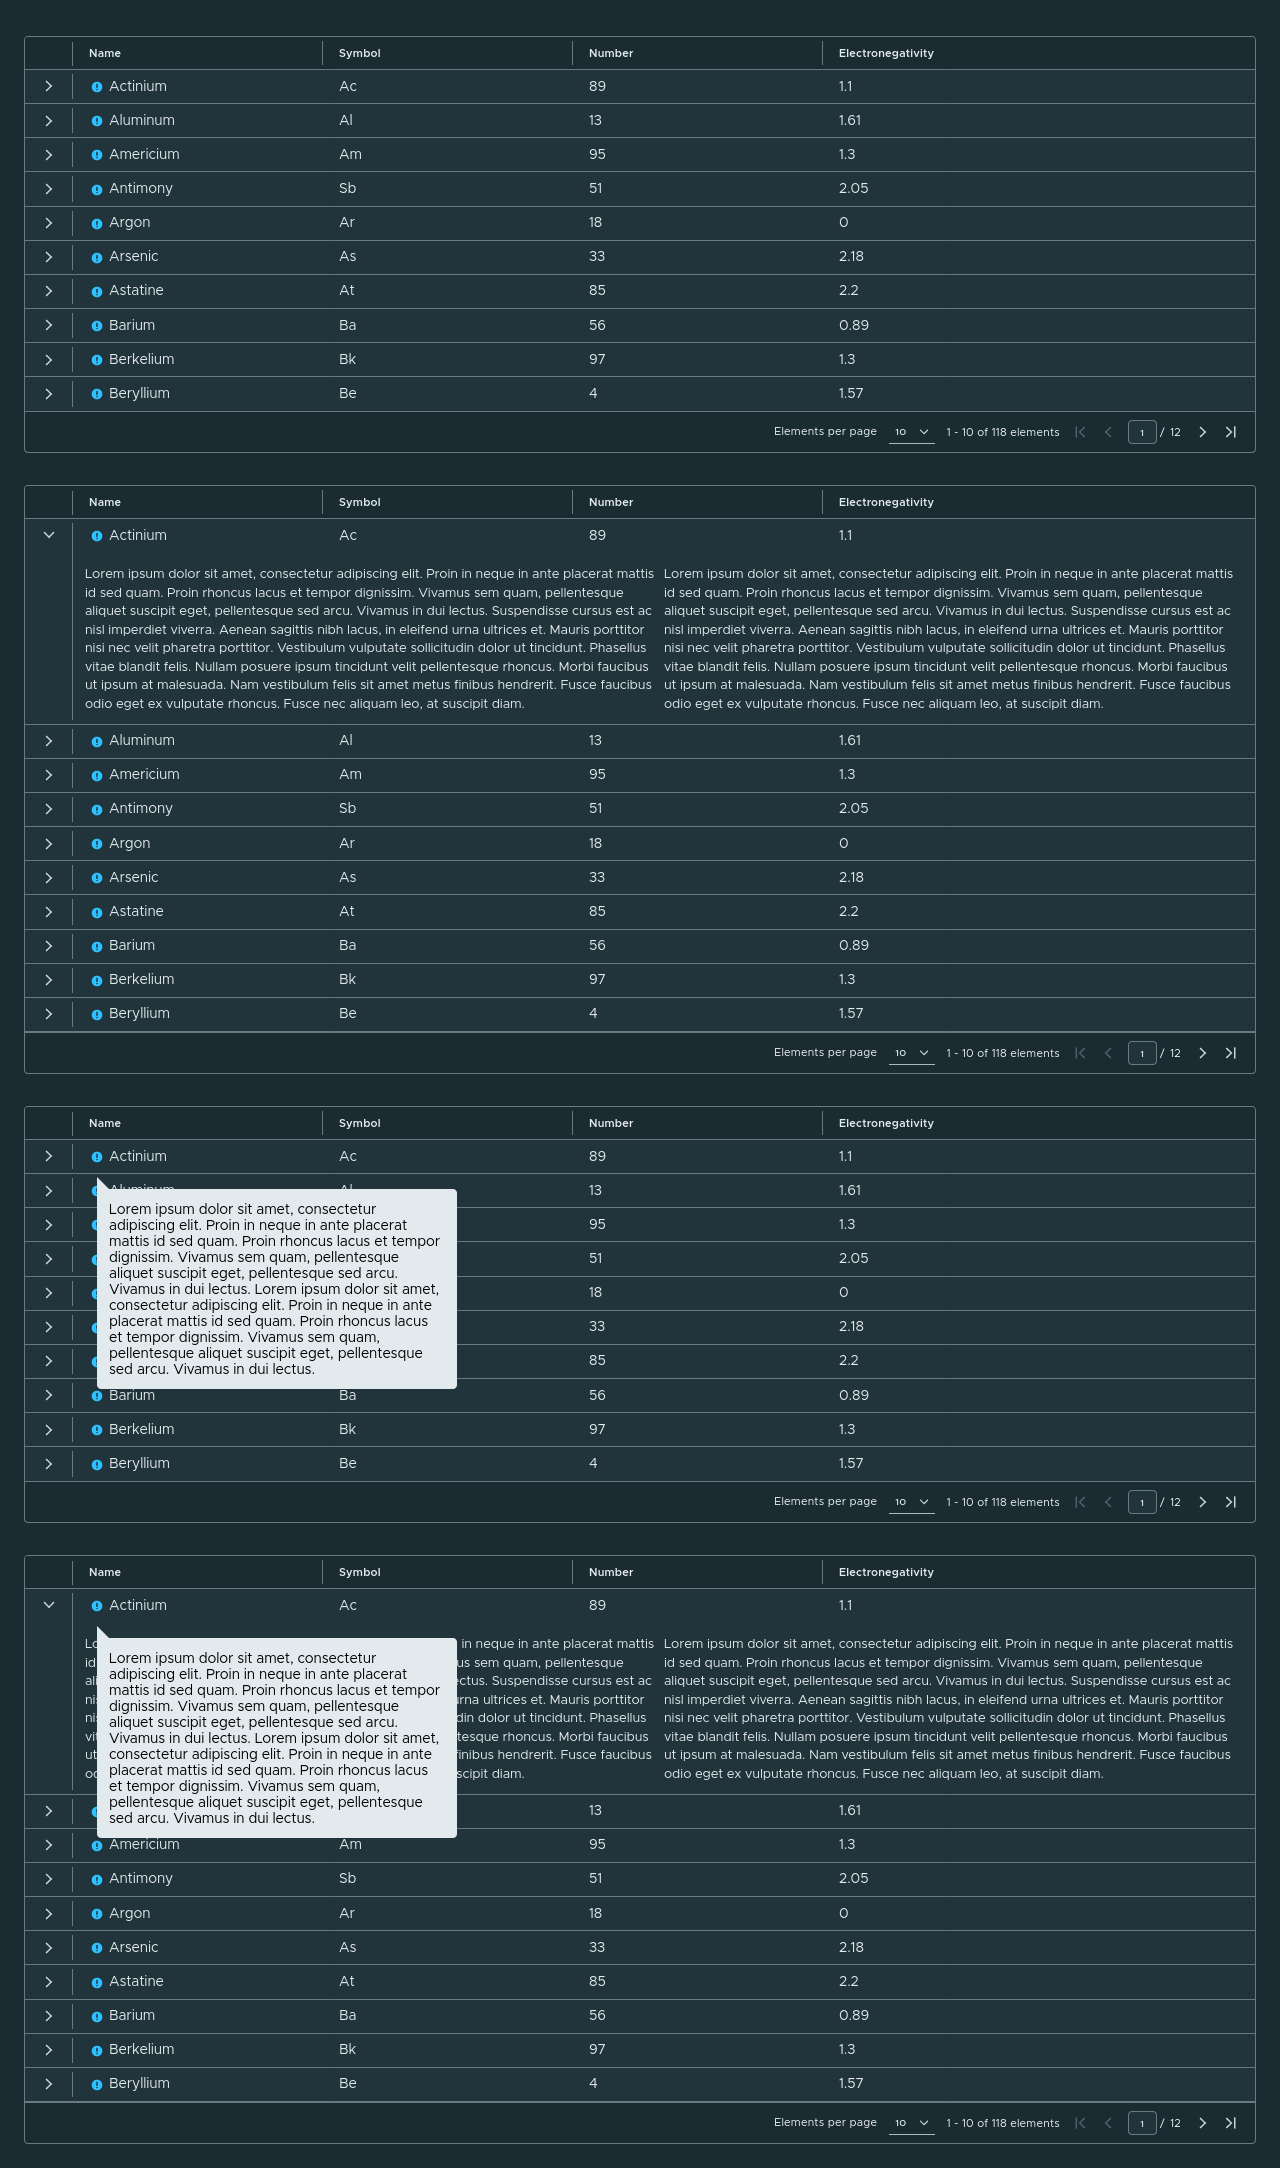 Name Symbol Number Electronegativity
Actinium Ac 89 1.1
Aluminum Al 13 1.61
Americium Am 95 1.3
Antimony Sb 51 2.05
Argon Ar 18 0
Arsenic As 33 2.18
Astatine At 85 2.2
Barium Ba 56 0.89
Berkelium Bk 97 1.3
Beryllium Be 4 1.57
Elements per page 10 1 - 10 of 118 elements 1 / 12
Name Symbol Number Electronegativity
Actinium Ac 89 1.1
Lorem ipsum dolor sit amet, consectetur adipiscing elit. Proin in neque in ante placerat mattis
id sed quam. Proin rhoncus lacus et tempor dignissim. Vivamus sem quam, pellentesque
aliquet suscipit eget, pellentesque sed arcu. Vivamus in dui lectus. Suspendisse cursus est ac
nisl imperdiet viverra. Aenean sagittis nibh lacus, in eleifend urna ultrices et. Mauris porttitor
nisi nec velit pharetra porttitor. Vestibulum vulputate sollicitudin dolor ut tincidunt. Phasellus
vitae blandit felis. Nullam posuere ipsum tincidunt velit pellentesque rhoncus. Morbi faucibus
ut ipsum at malesuada. Nam vestibulum felis sit amet metus finibus hendrerit. Fusce faucibus
odio eget ex vulputate rhoncus. Fusce nec aliquam leo, at suscipit diam.
Lorem ipsum dolor sit amet, consectetur adipiscing elit. Proin in neque in ante placerat mattis
id sed quam. Proin rhoncus lacus et tempor dignissim. Vivamus sem quam, pellentesque
aliquet suscipit eget, pellentesque sed arcu. Vivamus in dui lectus. Suspendisse cursus est ac
nisl imperdiet viverra. Aenean sagittis nibh lacus, in eleifend urna ultrices et. Mauris porttitor
nisi nec velit pharetra porttitor. Vestibulum vulputate sollicitudin dolor ut tincidunt. Phasellus
vitae blandit felis. Nullam posuere ipsum tincidunt velit pellentesque rhoncus. Morbi faucibus
ut ipsum at malesuada. Nam vestibulum felis sit amet metus finibus hendrerit. Fusce faucibus
odio eget ex vulputate rhoncus. Fusce nec aliquam leo, at suscipit diam.
Aluminum Al 13 1.61
Americium Am 95 1.3
Antimony Sb 51 2.05
Argon Ar 18 0
Arsenic As 33 2.18
Astatine At 85 2.2
Barium Ba 56 0.89
Berkelium Bk 97 1.3
Beryllium Be 4 1.57
Elements per page 10 1 - 10 of 118 elements 1 / 12
Name Symbol Number Electronegativity
Actinium Ac 89 1.1
13 1.61
95 1.3
51 2.05
18 0
33 2.18
85 2.2
Lorem ipsum dolor sit amet, consectetur
adipiscing elit. Proin in neque in ante placerat
mattis id sed quam. Proin rhoncus lacus et tempor
dignissim. Vivamus sem quam, pellentesque
aliquet suscipit eget, pellentesque sed arcu.
Vivamus in dui lectus. Lorem ipsum dolor sit amet,
consectetur adipiscing elit. Proin in neque in ante
placerat mattis id sed quam. Proin rhoncus lacus
et tempor dignissim. Vivamus sem quam,
pellentesque aliquet suscipit eget, pellentesque
sed arcu. Vivamus in dui lectus.
Barium Ba 56 0.89
Berkelium Bk 97 1.3
Beryllium Be 4 1.57
Elements per page 10 1 - 10 of 118 elements 1 / 12
Name Symbol Number Electronegativity
Actinium Ac 89 1.1
Lorem ipsum dolor sit amet, consectetur
adipiscing elit. Proin in neque in ante placerat
mattis id sed quam. Proin rhoncus lacus et tempor
dignissim. Vivamus sem quam, pellentesque
aliquet suscipit eget, pellentesque sed arcu.
Vivamus in dui lectus. Lorem ipsum dolor sit amet,
consectetur adipiscing elit. Proin in neque in ante
placerat mattis id sed quam. Proin rhoncus lacus
et tempor dignissim. Vivamus sem quam,
pellentesque aliquet suscipit eget, pellentesque
sed arcu. Vivamus in dui lectus.
in neque in ante placerat mattis
sem quam, pellentesque
Suspendisse cursus est ac
ultrices et. Mauris porttitor
dolor ut tincidunt. Phasellus
rhoncus. Morbi faucibus
finibus hendrerit. Fusce faucibus
diam.
Lorem ipsum dolor sit amet, consectetur adipiscing elit. Proin in neque in ante placerat mattis
id sed quam. Proin rhoncus lacus et tempor dignissim. Vivamus sem quam, pellentesque
aliquet suscipit eget, pellentesque sed arcu. Vivamus in dui lectus. Suspendisse cursus est ac
nisl imperdiet viverra. Aenean sagittis nibh lacus, in eleifend urna ultrices et. Mauris porttitor
nisi nec velit pharetra porttitor. Vestibulum vulputate sollicitudin dolor ut tincidunt. Phasellus
vitae blandit felis. Nullam posuere ipsum tincidunt velit pellentesque rhoncus. Morbi faucibus
ut ipsum at malesuada. Nam vestibulum felis sit amet metus finibus hendrerit. Fusce faucibus
odio eget ex vulputate rhoncus. Fusce nec aliquam leo, at suscipit diam.
13 1.61
Americium Am 95 1.3
Antimony Sb 51 2.05
Argon Ar 18 0
Arsenic As 33 2.18
Astatine At 85 2.2
Barium Ba 56 0.89
Berkelium Bk 97 1.3
Beryllium Be 4 1.57
Elements per page 10 1 - 10 of 118 elements 1 / 12